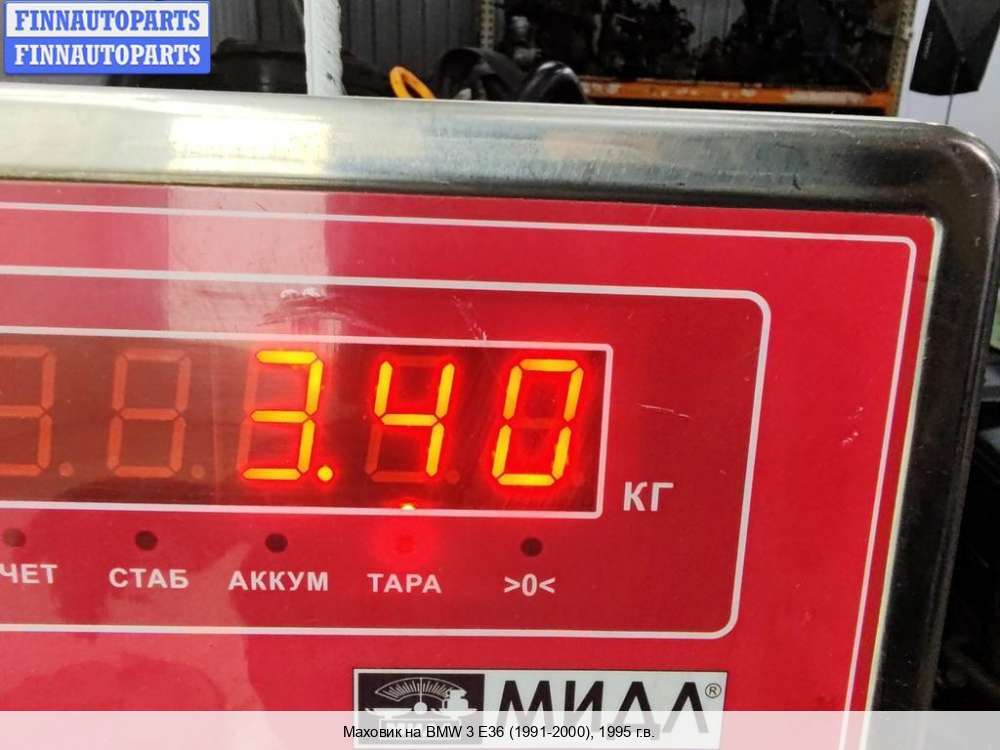 FINNAUTOPARTS
FINNAUTOPARTS
3.40
КГ
СТАБ АККУМ ТАРА >0<
МИДЛ®
Маховик на BMW 3 E36 (1991-2000), 1995 г.в.